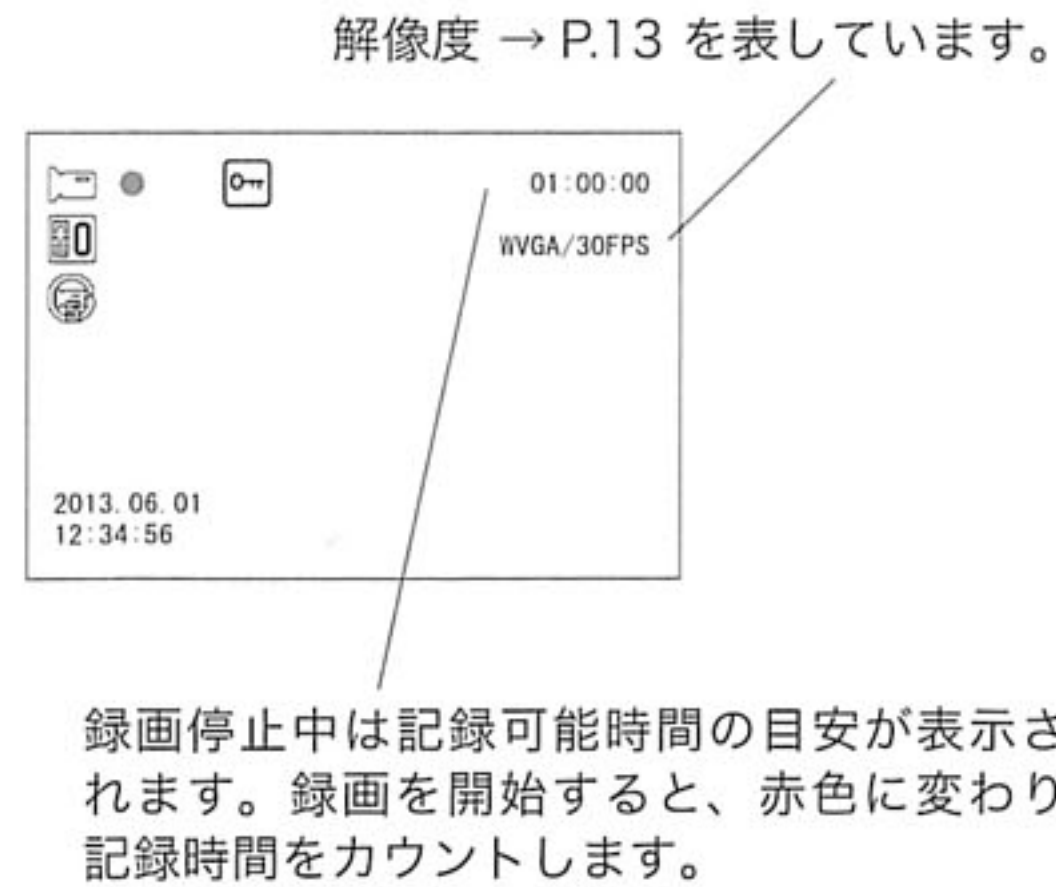 解像度 → P.13 を表しています。
01:00:00
WVGA/30FPS
2013.06.01
12:34:56
録画停止中は記録可能時間の目安が表示さ
れます。録画を開始すると、赤色に変わり
記録時間をカウントします。